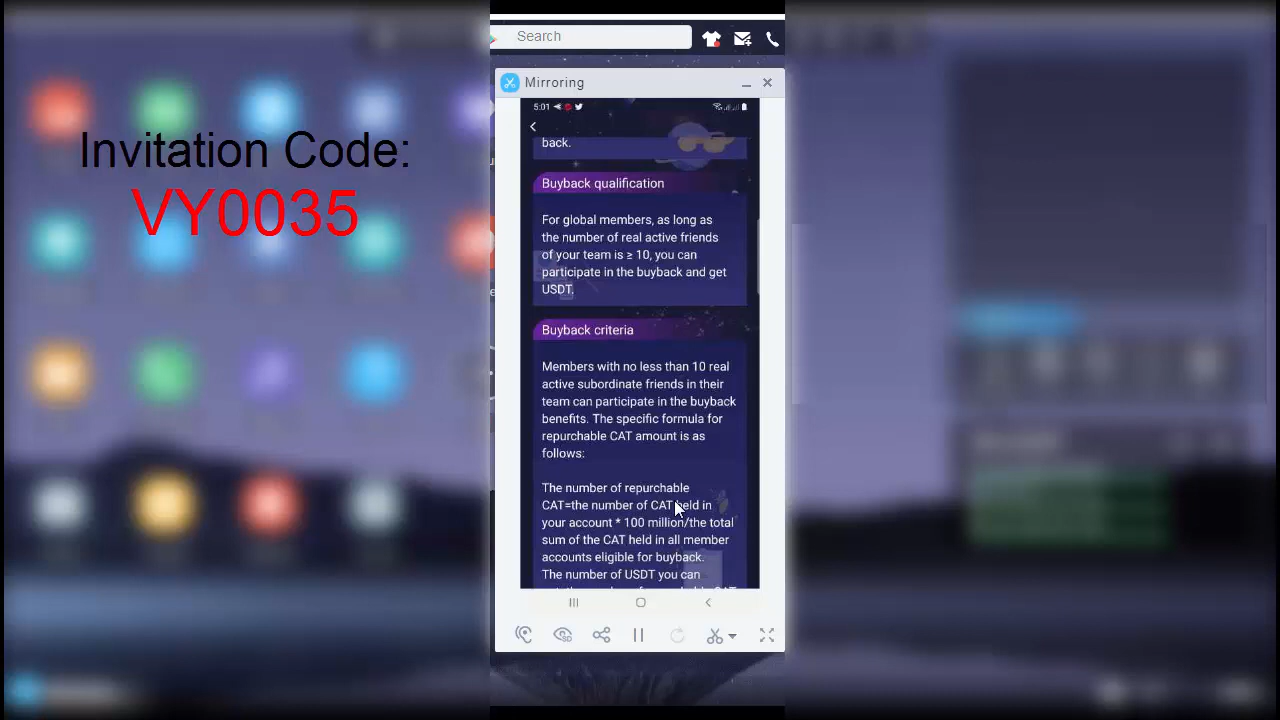 Search
Mirroring
5:01
back.
Invitation Code:
VY0035
Buyback qualification
For global members, as long as
the number of real active friends
of your team is ≥ 10, you can
participate in the buyback and get
USDT.
Buyback criteria
Members with no less than 10 real
active subordinate friends in their
team can participate in the buyback
benefits. The specific formula for
repurchable CAT amount is as
follows:
The number of repurchable
CAT=the number of CAT held in
your account * 100 million/the total
sum of the CAT held in all member
accounts eligible for buyback.
The number of USDT you can
SD